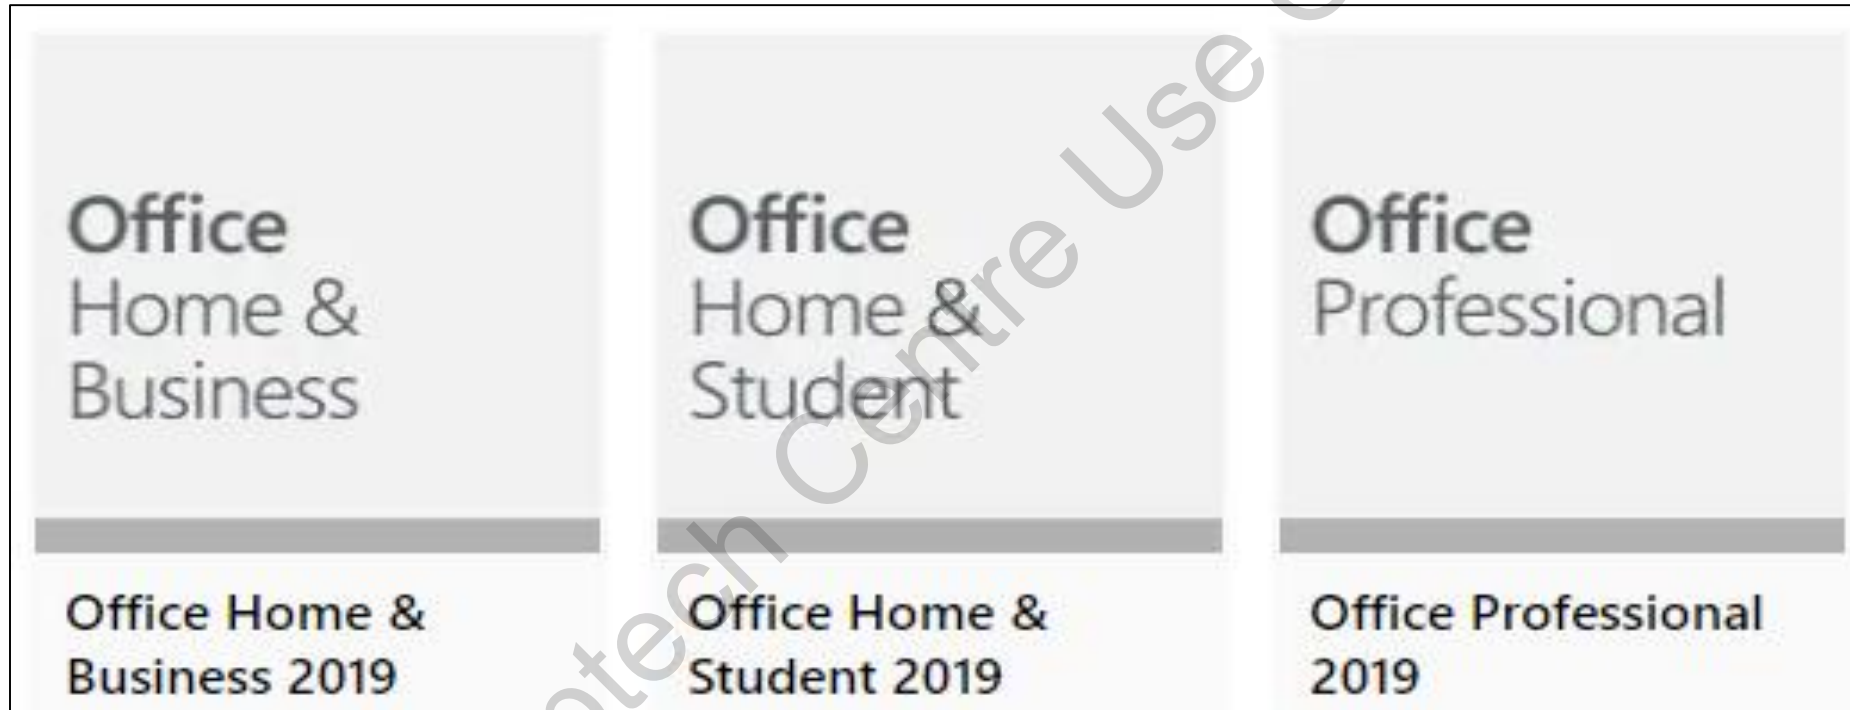 Office
Home &
Business
Office Home &
Business 2019
Office
Home &
Student
Office Home &
Student 2019
Office
Professional
Office Professional
2019
Centre Use